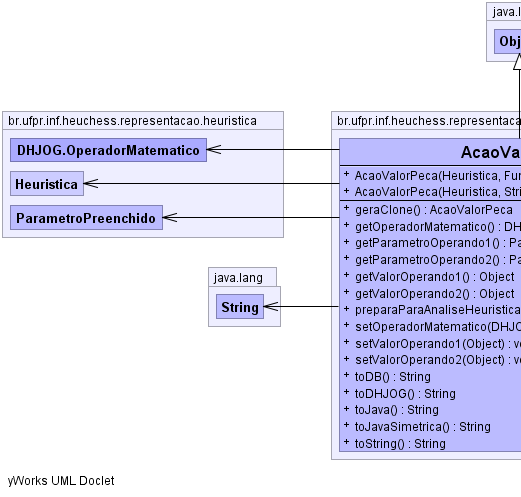 java.l
Obj
br.ufpr.inf.heuchess.representacao.heuristica
DHJOG.OperadorMatematico
Heuristica
ParametroPreenchido
java.lang
String
br.ufpr.inf.heuchess.representaca
AcaoVa
+ AcaoValorPeca(Heuristica, Fur
+ AcaoValorPeca(Heuristica, Stri
+ geraClone() : AcaoValorPeca
+ getOperadorMatematico() : DH
+ getParametroOperando1() : Pa
+ getParametroOperando2() : Pa
+ getValorOperando1() : Object
+ getValorOperando2() : Object
+ preparaParaAnaliseHeuristica
+ setOperadorMatematico(DHJO
+ setValorOperando1(Object) : v
+ setValorOperando2(Object) : v
+ toDB() : String
+ toDHJOG() : String
+ toJava() : String
+ toJavaSimetrica() : String
+ toString() : String
yWorks UML Doclet